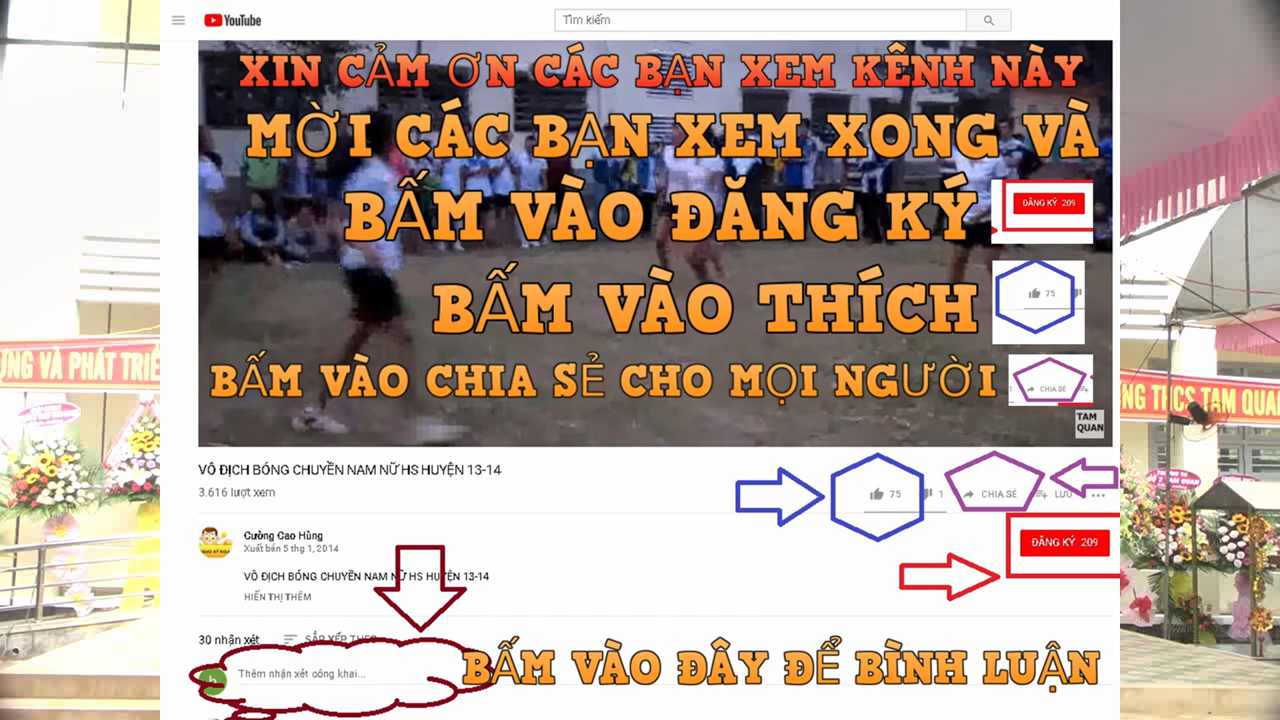 YouTube
Tìm kiếm
XIN CẢM ƠN CÁC BẠN XEM KÊNH NÀY
MỜI CÁC BẠN XEM XONG VÀ
BẤM VÀO ĐĂNG KÝ
ĐĂNG KÝ 209
BẤM VÀO THÍCH
75
BẤM VÀO CHIA SẺ CHO MỌI NGƯỜI
CHIA SẺ
TAM
QUAN
ỪNG VÀ PHÁT TRIỂ
NG THCS TAM QUAN
VÔ ĐỊCH BÓNG CHUYỀN NAM NỮ HS HUYỆN 13-14
3.616 lượt xem
75
1
CHIA SẺ
LƯU
Cường Cao Hùng
Xuất bản 5 thg 1, 2014
ĐĂNG KÝ 209
VÔ ĐỊCH BÓNG CHUYỀN NAM NỮ HS HUYỆN 13-14
HIỂN THỊ THÊM
30 nhận xét
SẮP XẾP THEO
Thêm nhận xét công khai...
BẤM VÀO ĐÂY ĐỂ BÌNH LUẬN